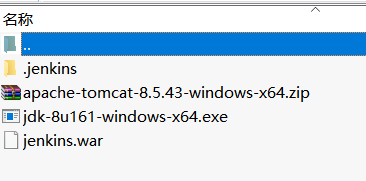 名称
..
.jenkins
apache-tomcat-8.5.43-windows-x64.zip
jdk-8u161-windows-x64.exe
jenkins.war